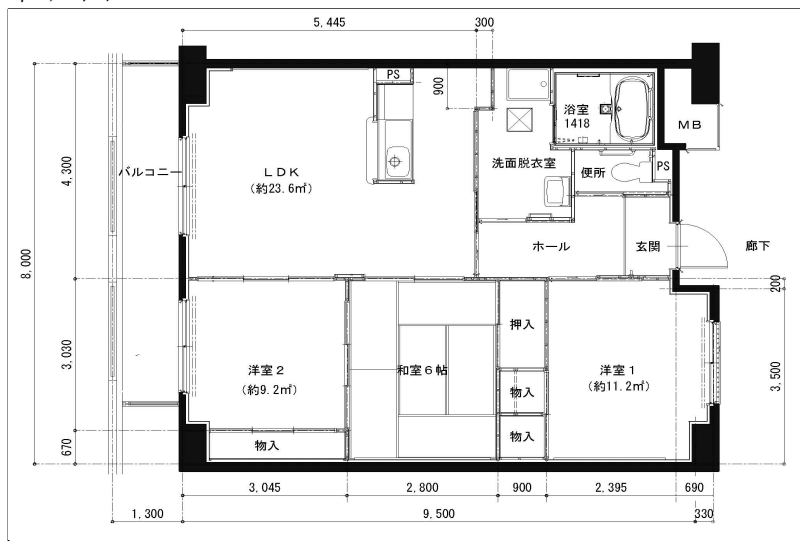 5,445
300
PS
900
浴室
1418
MB
バルコニー
LDK
(約23.6㎡)
洗面脱衣室
便所
PS
4,300
8,000
ホール
玄関
廊下
200
押入
3,030
洋室2
(約9.2㎡)
和室6帖
洋室1
(約11.2㎡)
3,500
物入
物入
物入
670
3,045
2,800
900
2,395
690
1,300
9,500
330